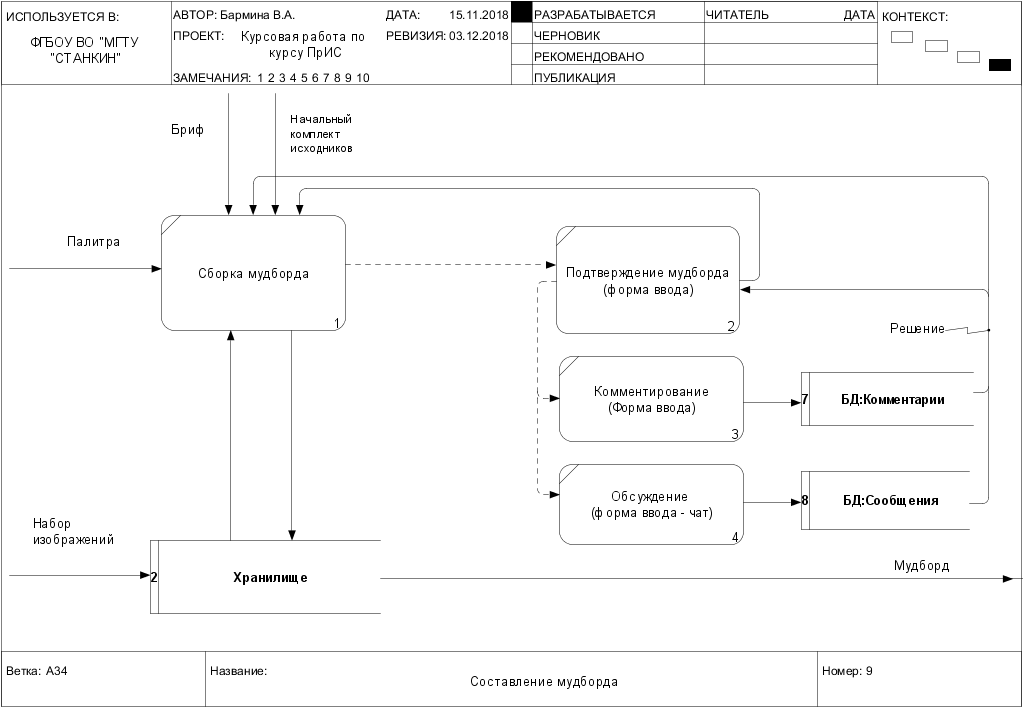 ИСПОЛЬЗУЕТСЯ В:
ФГБОУ ВО "МГТУ
"СТАНКИН"
АВТОР: Бармина В.А.
ДАТА: 15.11.2018
ПРОЕКТ: Курсовая работа по
курсу ПрИС
РЕВИЗИЯ: 03.12.2018
ЗАМЕЧАНИЯ: 1 2 3 4 5 6 7 8 9 10
РАЗРАБАТЫВАЕТСЯ
ЧЕРНОВИК
РЕКОМЕНДОВАНО
ПУБЛИКАЦИЯ
ЧИТАТЕЛЬ ДАТА
КОНТЕКСТ:
Бриф
Начальный
комплект
исходников
Палитра
Сборка мудборда
1
Подтверждение мудборда
(форма ввода)
2
Решение
Комментирование
(Форма ввода)
3
7
БД:Комментарии
Обсуждение
(форма ввода - чат)
4
8
БД:Сообщения
Набор
изображений
2
Хранилище
Мудборд
Ветка: A34
Название:
Составление мудборда
Номер: 9